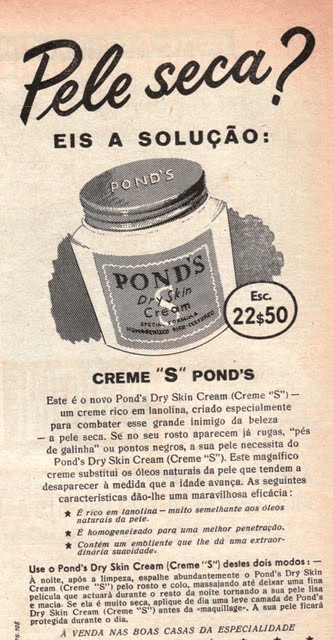 Pele seca?
EIS A SOLUÇÃO:
POND'S
POND'S
Dry Skin
Cream
SPECIAL FORMULA
HOMOGENIZED
Esc.
22$50
CREME "S" POND'S
Este é o novo Pond's Dry Skin Cream (Creme "S") —
um creme rico em lanolina, criado especialmente
para combater esse grande inimigo da beleza
— a pele seca. Se no seu rosto aparecem já rugas, "pés
de galinha" ou pontos negros, a sua pele necessita do
Pond's Dry Skin Cream (Creme "S"). Este magnífico
creme substitui os óleos naturais da pele que tendem a
desaparecer à medida que a idade avança. As seguintes
características dão-lhe uma maravilhosa eficácia:
★ É rico em lanolina — muito semelhante aos óleos
naturais da pele.
★ É homogeneizado para uma melhor penetração.
★ Contém um emoliente que lhe dá uma extraor-
dinária suavidade.
Use o Pond's Dry Skin Cream (Creme "S") destes dois modos: —
À noite, após a limpeza, espalhe abundantemente o Pond's Dry Skin
Cream (Creme "S") pelo rosto e colo, massajando até deixar uma fina
película que actuará durante o resto da noite tornando a sua pele lisa
e macia. Se ela é muito seca, aplique de dia uma leve camada de Pond's
Dry Skin Cream (Creme "S") antes da «maquillage». A sua pele ficará
protegida durante o dia.
À VENDA NAS BOAS CASAS DA ESPECIALIDADE